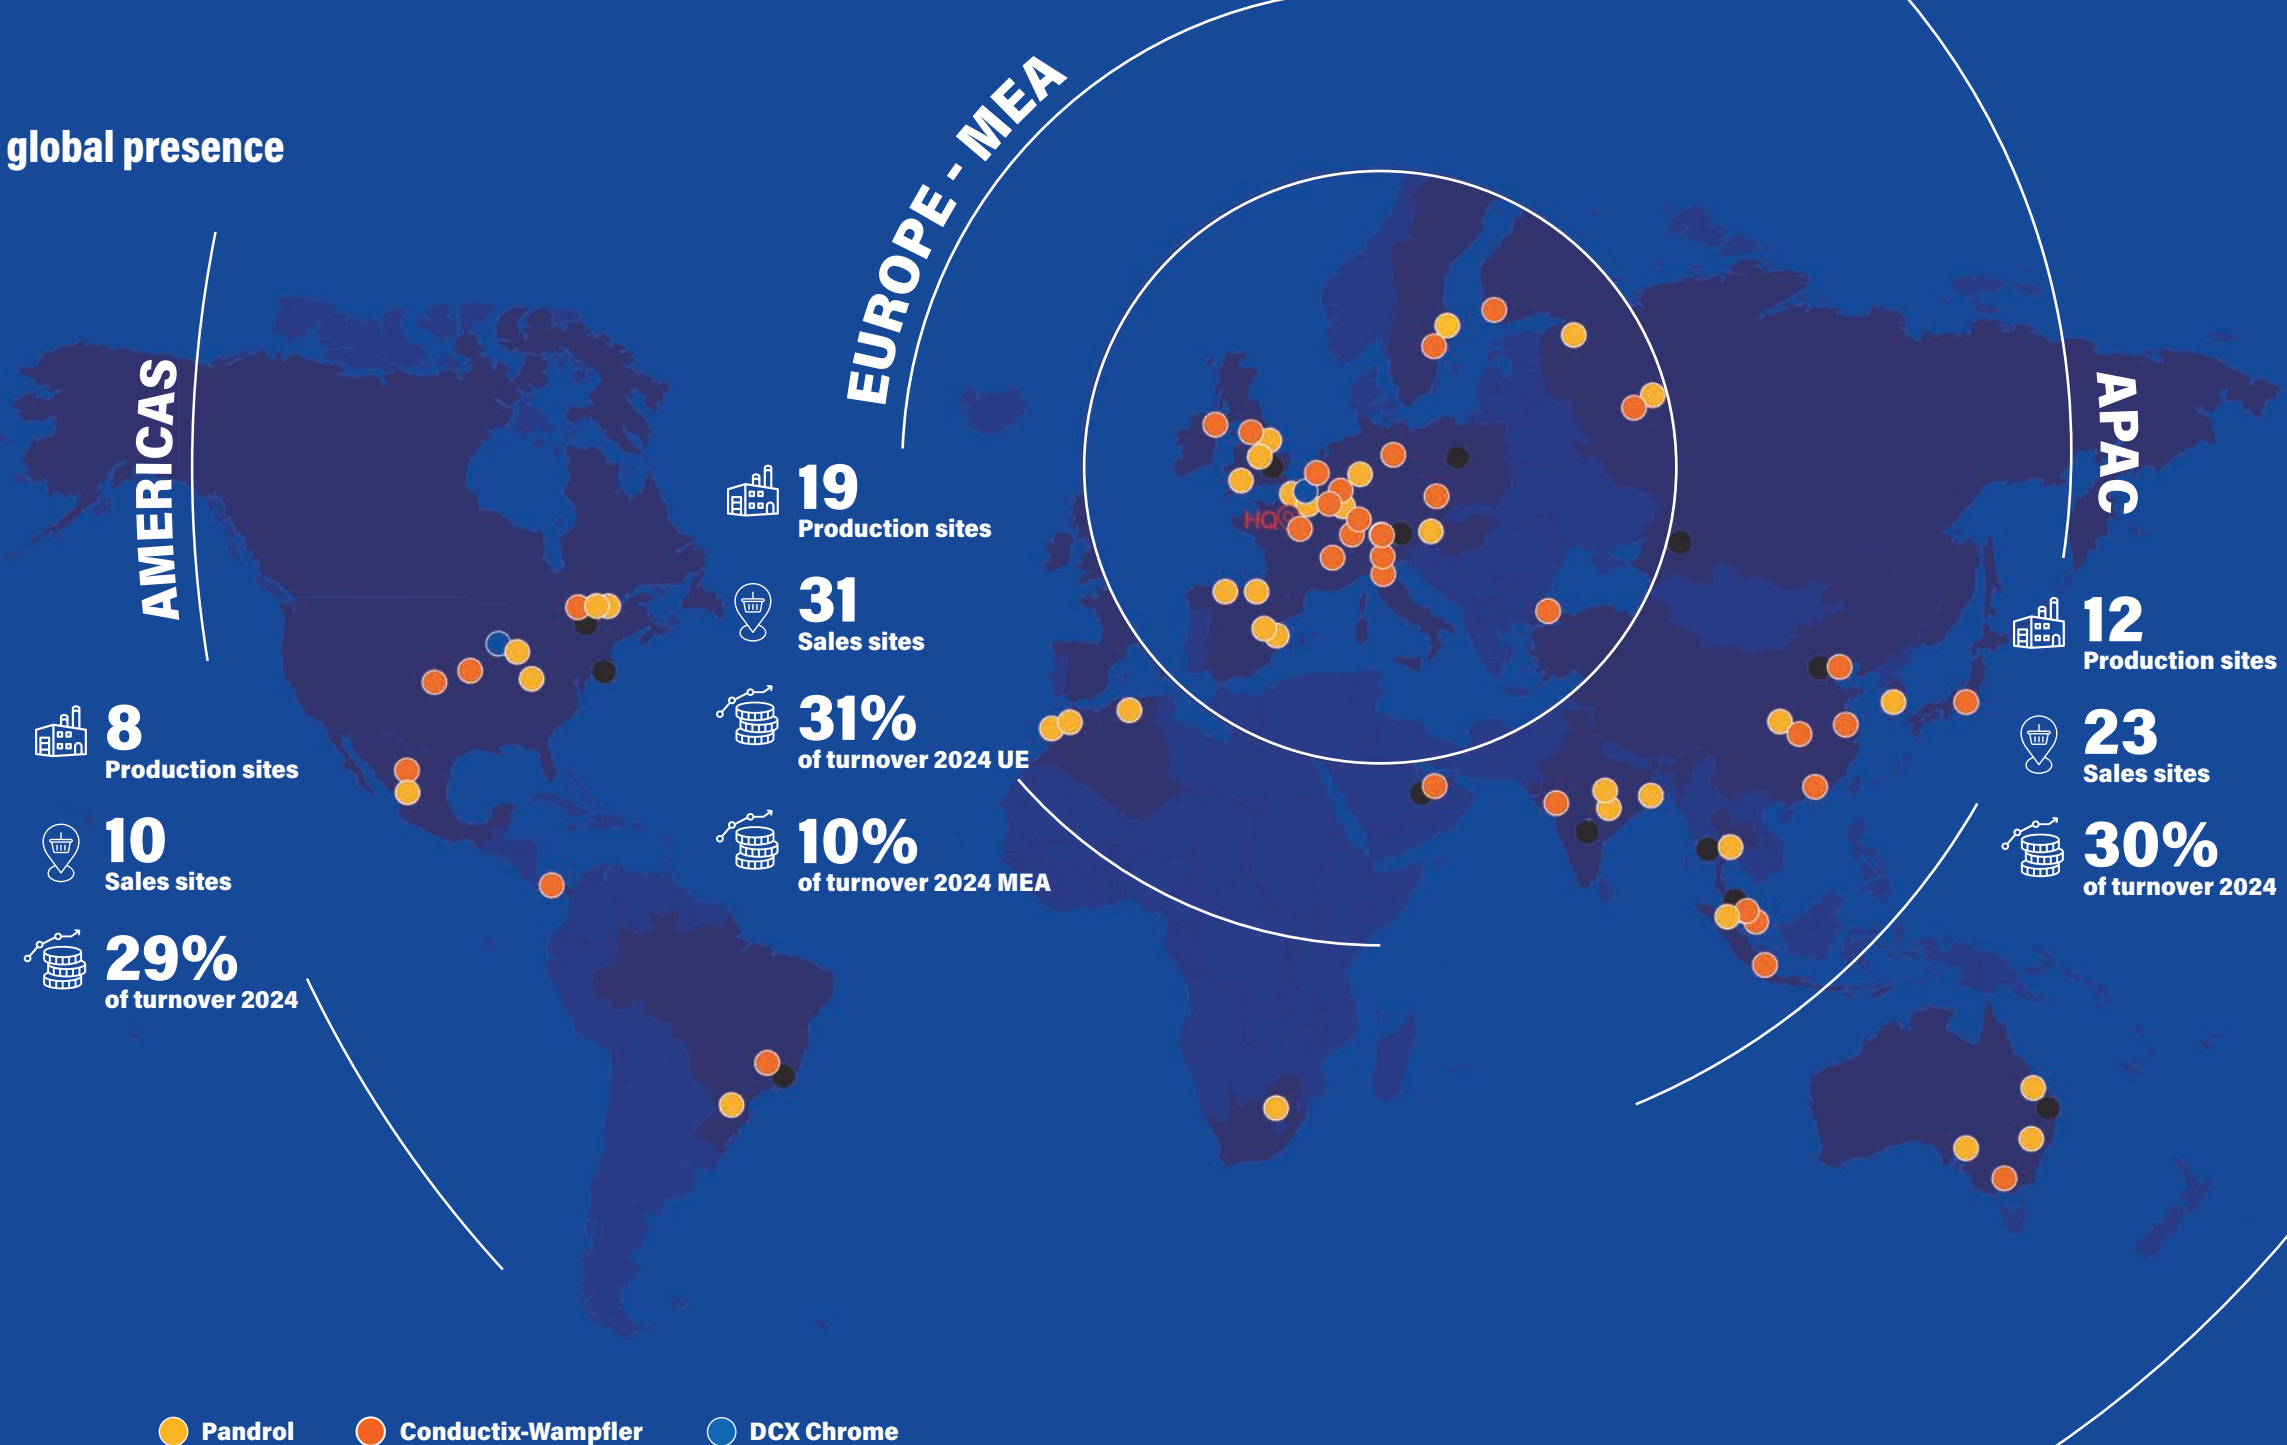 global presence
AMERICAS
8
Production sites
10
Sales sites
29%
of turnover 2024
EUROPE - MEA
19
Production sites
31
Sales sites
31%
of turnover 2024 UE
10%
of turnover 2024 MEA
HQ
APAC
12
Production sites
23
Sales sites
30%
of turnover 2024
Pandrol
Conductix-Wampfler
DCX Chrome